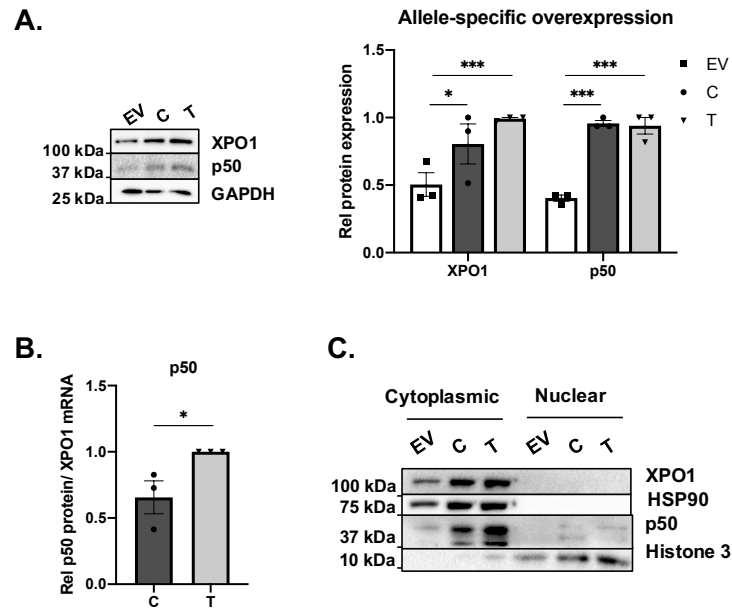 A.
EV C T
100 kDa XPO1
37 kDa p50
25 kDa GAPDH
Allele-specific overexpression
Rel protein expression
1.5
1.0
0.5
0.0
*
***
***
***
XPO1 p50
EV
C
T
B.
p50
Rel p50 protein/ XPO1 mRNA
1.5
1.0
0.5
0.0
*
C T
C.
Cytoplasmic Nuclear
EV C T EV C T
100 kDa XPO1
75 kDa HSP90
37 kDa p50
10 kDa Histone 3